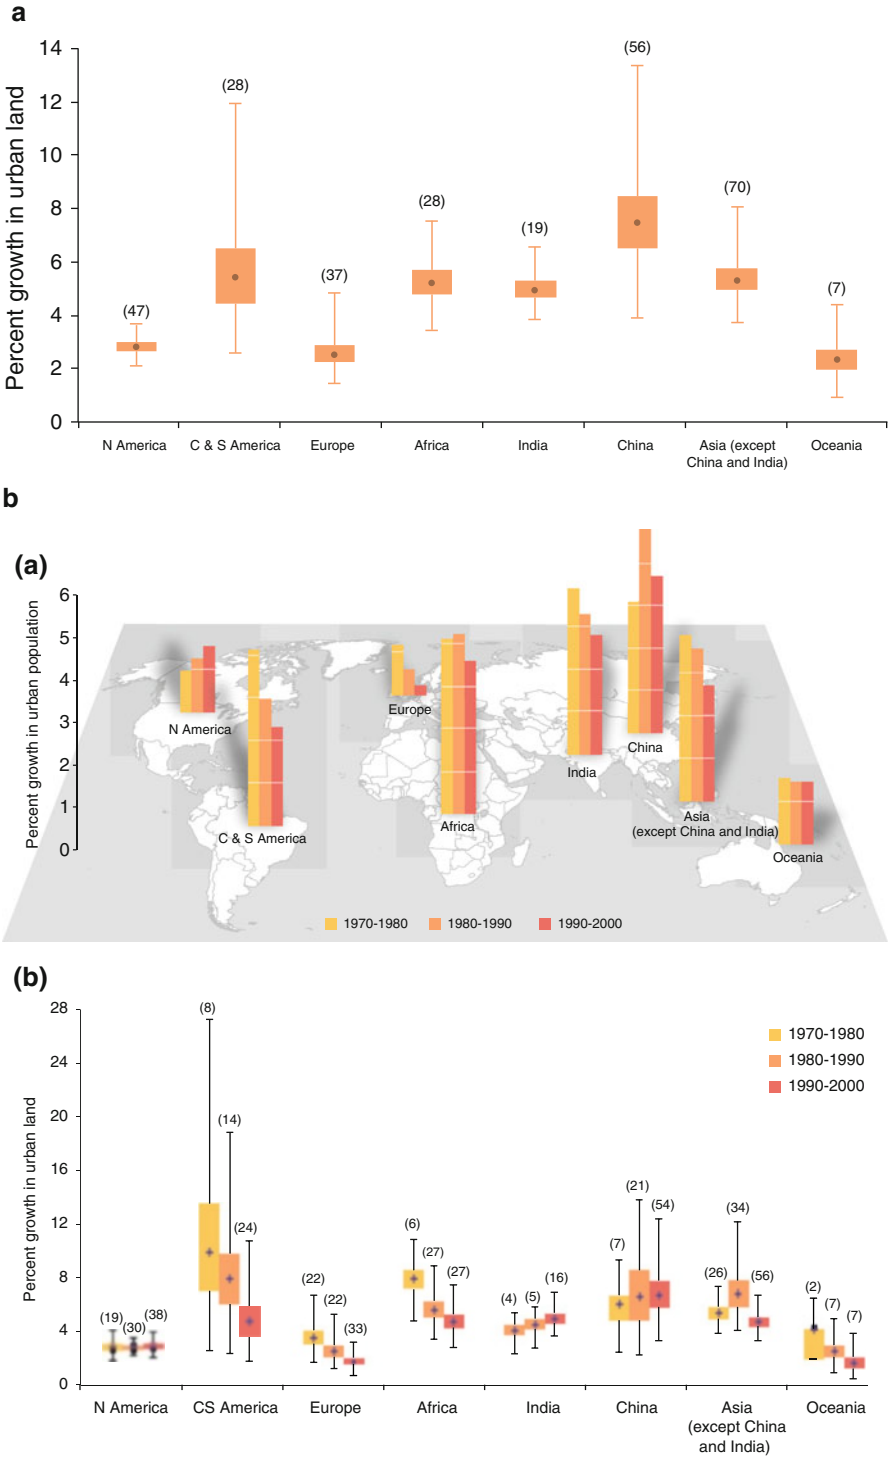 a
Percent growth in urban land
14
12
10
8
6
4
2
0
(47)
(28)
(37)
(28)
(19)
(56)
(70)
(7)
N America
C & S America
Europe
Africa
India
China
Asia (except
China and India)
Oceania
b
(a)
Percent growth in urban population
6
5
4
3
2
1
0
N America
C & S America
Europe
Africa
India
China
Asia
(except China and India)
Oceania
1970-1980
1980-1990
1990-2000
(b)
Percent growth in urban land
28
24
20
16
12
8
4
0
1970-1980
1980-1990
1990-2000
(19) (30) (38)
(8)
(14)
(24)
(22)
(22)
(33)
(6)
(27)
(27)
(4)
(5)
(16)
(7)
(21)
(54)
(26)
(34)
(56)
(2)
(7)
(7)
N America
CS America
Europe
Africa
India
China
Asia
(except China
and India)
Oceania